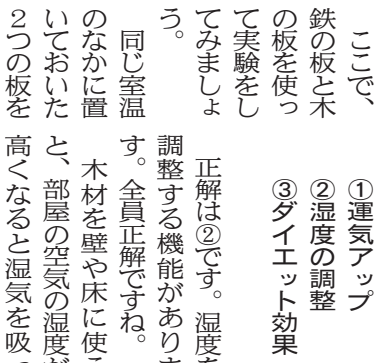 ここで、
鉄の板と木
の板を使っ
て実験をし
てみましょ
う。
同じ室温
のなかに置
いておいた
２つの板を
①運気アップ
②湿度の調整
③ダイエット効果
正解は②です。湿度を
調整する機能がありま
す。全員正解ですね。
木材を壁や床に使う
と、部屋の空気の湿度が
高くなると湿気を吸っ